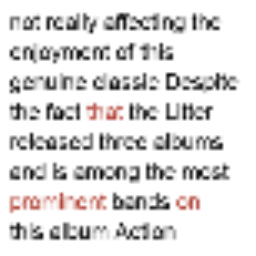 not really affecting the
enjoyment of this
genuine classic Despite
the fact that the Litter
released three albums
and is among the most
prominent bands on
this album Action